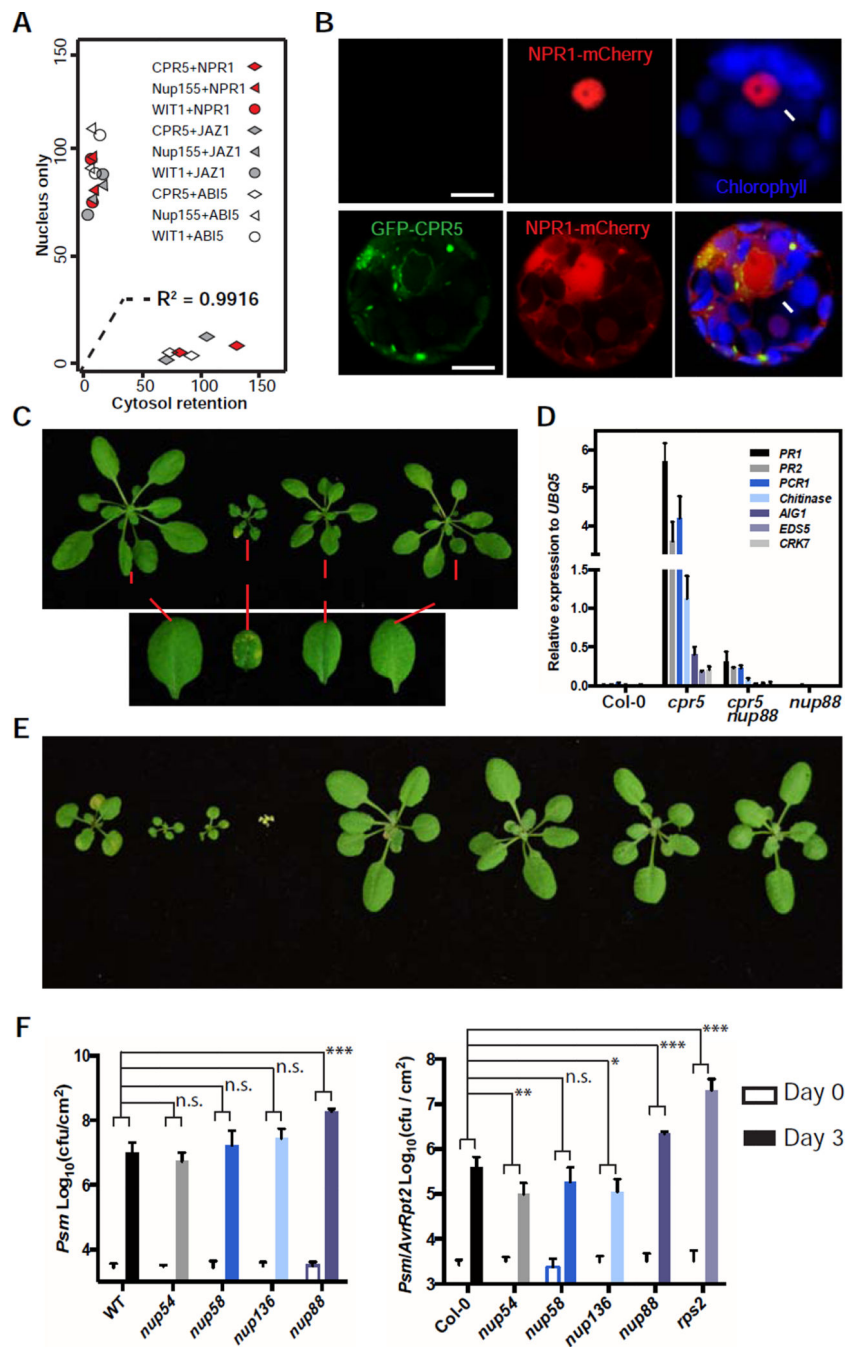 A
150
100
50
0
Nucleus only
CPR5+NPR1
Nup155+NPR1
WIT1+NPR1
CPR5+JAZ1
Nup155+JAZ1
WIT1+JAZ1
CPR5+ABI5
Nup155+ABI5
WIT1+ABI5
R² = 0.9916
0 50 100 150
Cytosol retention
B
NPR1-mCherry
Chlorophyll
GFP-CPR5
NPR1-mCherry
C
D
Relative expression to UBQ5
6
4
2
1.5
1.0
0.5
0.0
PR1
PR2
PCR1
Chitinase
AIG1
EDS5
CRK7
Col-0 cpr5 cpr5 nup88
nup88
E
F
Psm Log10(cfu/cm²)
10
8
6
4
n.s.
n.s.
n.s.
***
WT nup54 nup58 nup136 nup88
Psm/AvrRpt2 Log10(cfu / cm²)
8
7
6
5
4
3
**
n.s.
*
***
***
Col-0 nup54 nup58 nup136 nup88 rps2
Day 0
Day 3